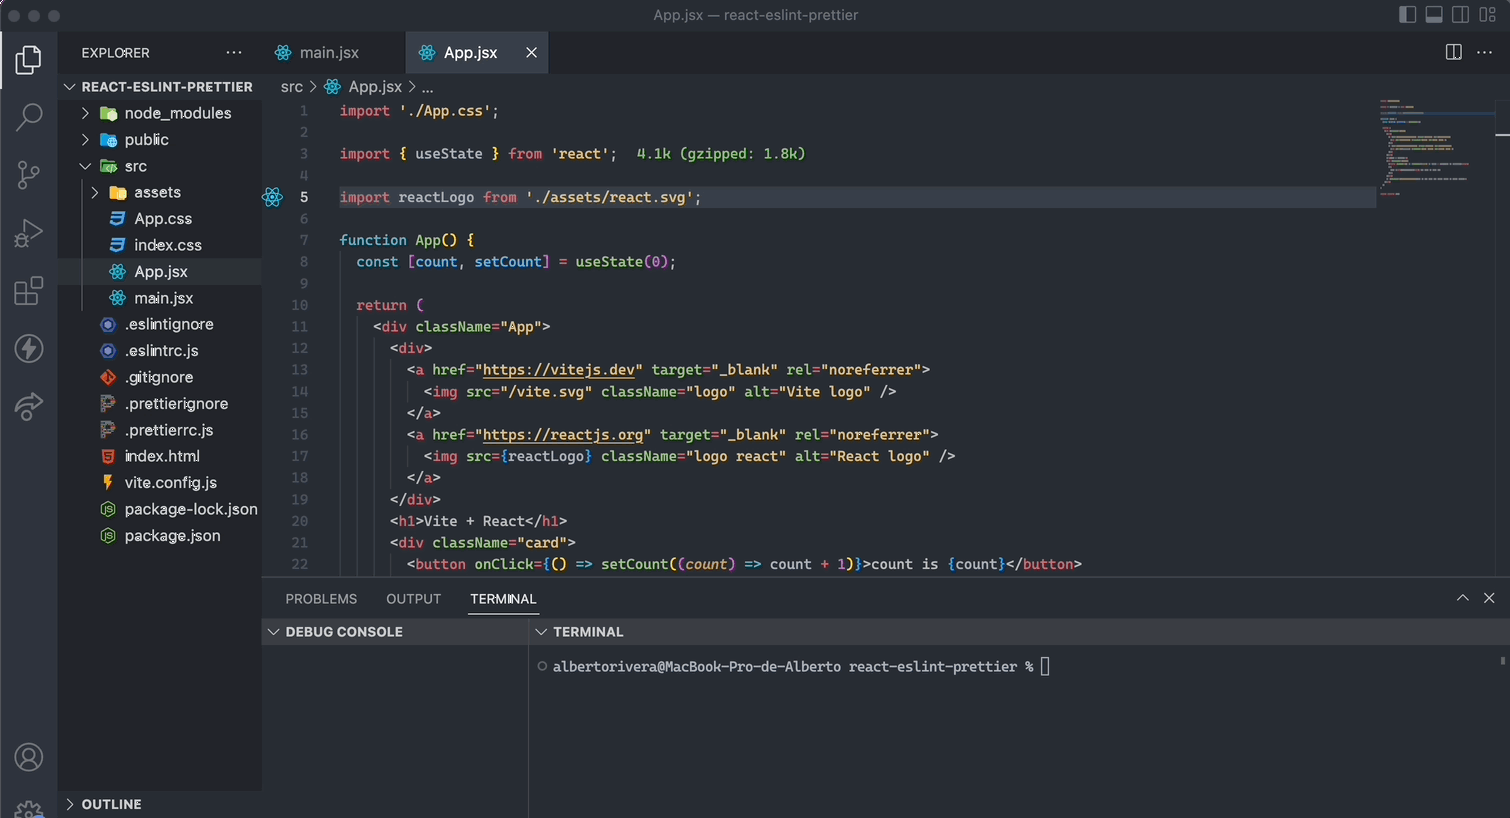 App.jsx — react-eslint-prettier
EXPLORER
main.jsx
App.jsx
REACT-ESLINT-PRETTIER
node_modules
public
src
assets
App.css
index.css
App.jsx
main.jsx
.eslintignore
.eslintrc.js
.gitignore
.prettierignore
.prettierrc.js
index.html
vite.config.js
package-lock.json
package.json
OUTLINE
src > App.jsx > ...
1 import './App.css';
2
3 import { useState } from 'react'; 4.1k (gzipped: 1.8k)
4
5 import reactLogo from './assets/react.svg';
6
7 function App() {
8 const [count, setCount] = useState(0);
9
10 return (
11 <div className="App">
12 <div>
13 <a href="https://vitejs.dev" target="_blank" rel="noreferrer">
14 <img src="/vite.svg" className="logo" alt="Vite logo" />
15 </a>
16 <a href="https://reactjs.org" target="_blank" rel="noreferrer">
17 <img src={reactLogo} className="logo react" alt="React logo" />
18 </a>
19 </div>
20 <h1>Vite + React</h1>
21 <div className="card">
22 <button onClick={() => setCount((count) => count + 1)}>count is {count}</button>
PROBLEMS OUTPUT TERMINAL
DEBUG CONSOLE
TERMINAL
albertorivera@MacBook-Pro-de-Alberto react-eslint-prettier %